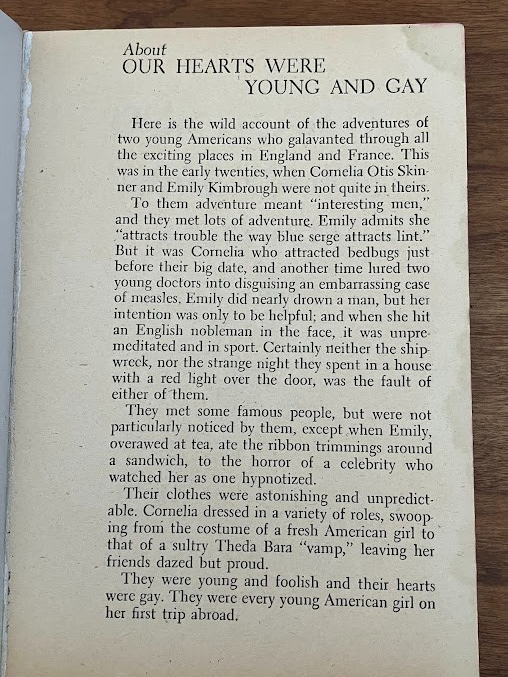 About
OUR HEARTS WERE
YOUNG AND GAY
Here is the wild account of the adventures of
two young Americans who galavanted through all
the exciting places in England and France. This
was in the early twenties, when Cornelia Otis Skin-
ner and Emily Kimbrough were not quite in theirs.
To them adventure meant "interesting men,"
and they met lots of adventure. Emily admits she
"attracts trouble the way blue serge attracts lint."
But it was Cornelia who attracted bedbugs just
before their big date, and another time lured two
young doctors into disguising an embarrassing case
of measles. Emily did nearly drown a man, but her
intention was only to be helpful; and when she hit
an English nobleman in the face, it was unpre-
meditated and in sport. Certainly neither the ship-
wreck, nor the strange night they spent in a house
with a red light over the door, was the fault of
either of them.
They met some famous people, but were not
particularly noticed by them, except when Emily,
overawed at tea, ate the ribbon trimmings around
a sandwich, to the horror of a celebrity who
watched her as one hypnotized.
Their clothes were astonishing and unpredict-
able. Cornelia dressed in a variety of roles, swoop-
ing from the costume of a fresh American girl to
that of a sultry Theda Bara "vamp," leaving her
friends dazed but proud.
They were young and foolish and their hearts
were gay. They were every young American girl on
her first trip abroad.